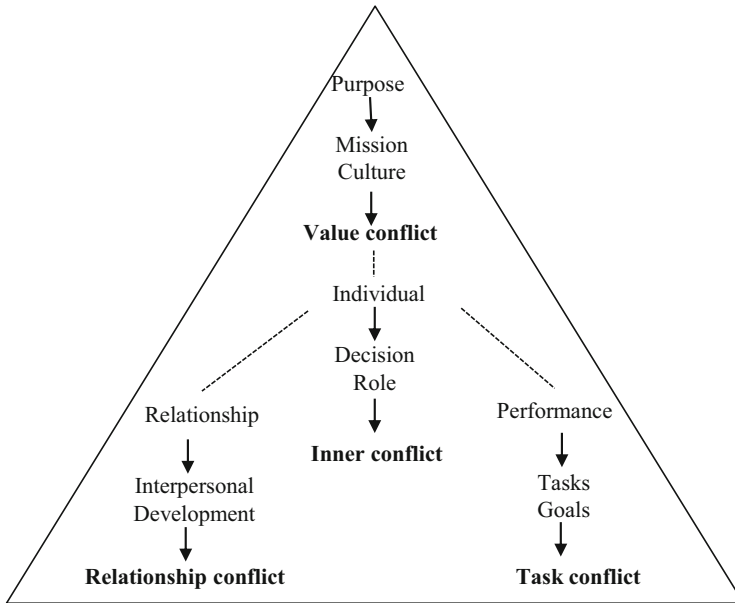 Purpose
Mission
Culture
Value conflict
Individual
Decision
Role
Inner conflict
Relationship
Interpersonal
Development
Relationship conflict
Performance
Tasks
Goals
Task conflict